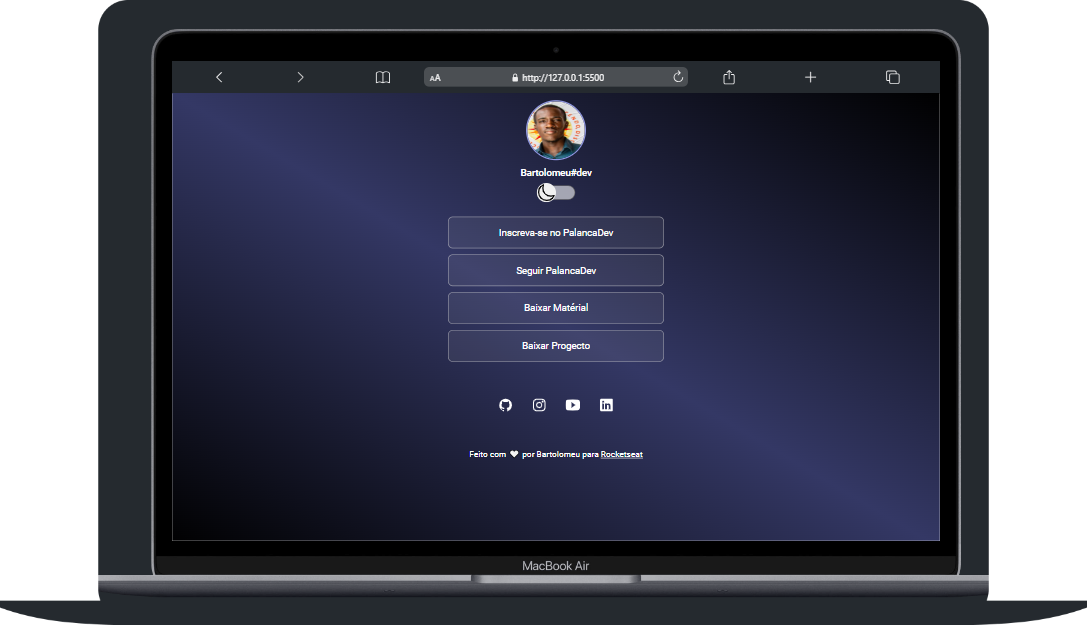 AA
http://127.0.0.1:5500
Bartolomeu#dev
Inscreva-se no PalancaDev
Seguir PalancaDev
Baixar Matérial
Baixar Progecto
Feito com ♥ por Bartolomeu para Rocketseat
MacBook Air